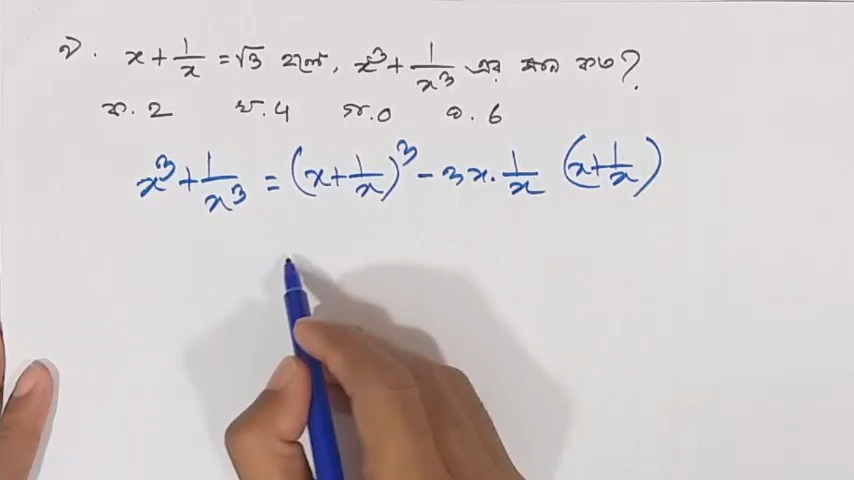 ২. x + 1/x = √3 হলে, x³ + 1/x³ এর মান কত?
ক. 2 খ. 4 গ. 0 ঘ. 6
x³ + 1/x³ = (x + 1/x)³ - 3x · 1/x (x + 1/x)